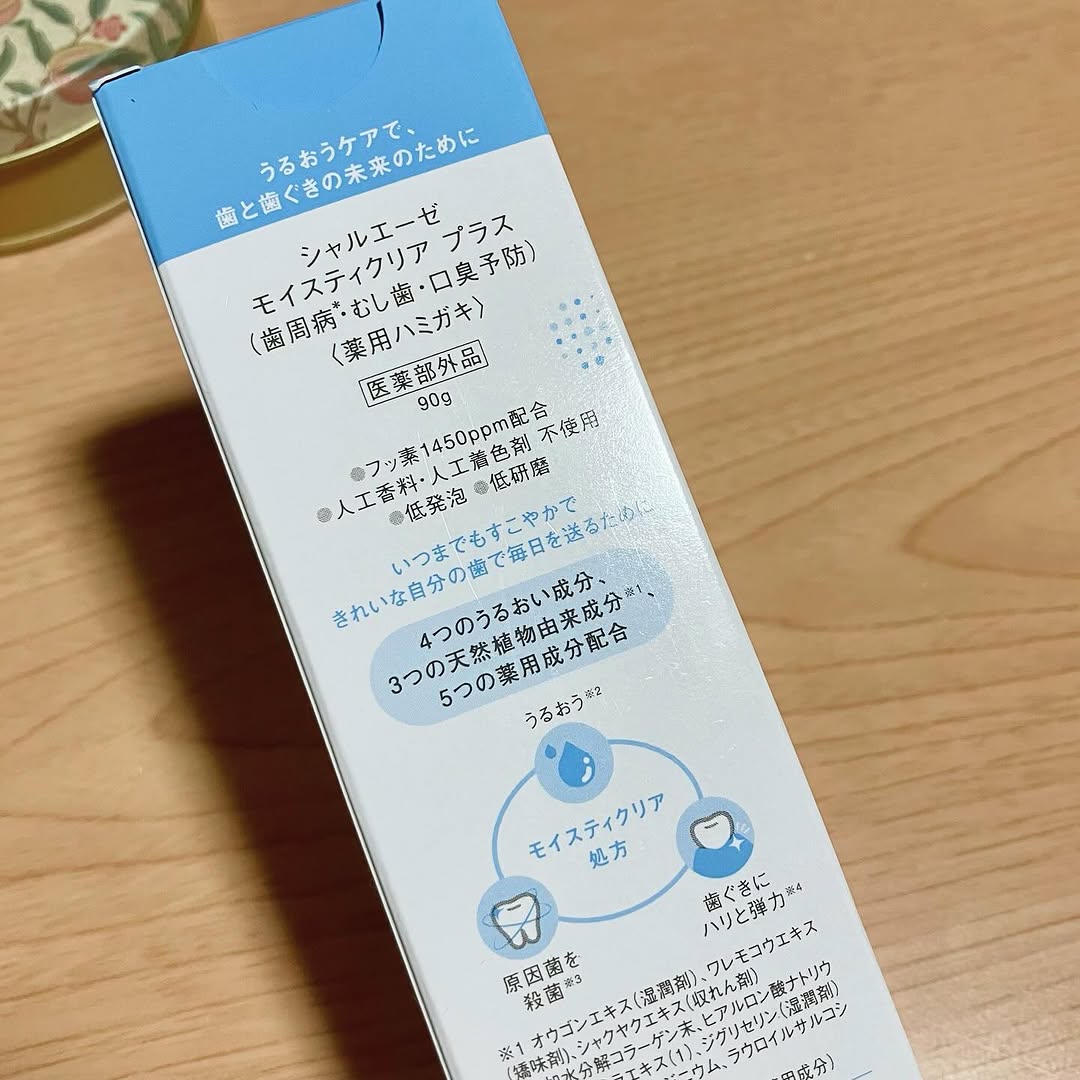 うるおうケアで、
歯と歯ぐきの未来のために
シャルエーゼ
モイスティクリア プラス
(歯周病*・むし歯・口臭予防)
〈薬用ハミガキ〉
医薬部外品
90g
●フッ素1450ppm配合
●人工香料・人工着色剤 不使用
●低発泡 ●低研磨
いつまでもすこやかで
きれいな自分の歯で毎日を送るために
4つのうるおい成分、
3つの天然植物由来成分※1、
5つの薬用成分配合
うるおう※2
モイスティクリア
処方
歯ぐきに
ハリと弾力※4
原因菌を
殺菌※3
※1 オウゴンエキス(湿潤剤)、ワレモコウエキス
(矯味剤)、シャクヤクエキス(収れん剤)
加水分解コラーゲン末、ヒアルロン酸ナトリウ
ラエキス(1)、ジグリセリン(湿潤剤)
ウム、ラウロイルサルコシ
用成分)